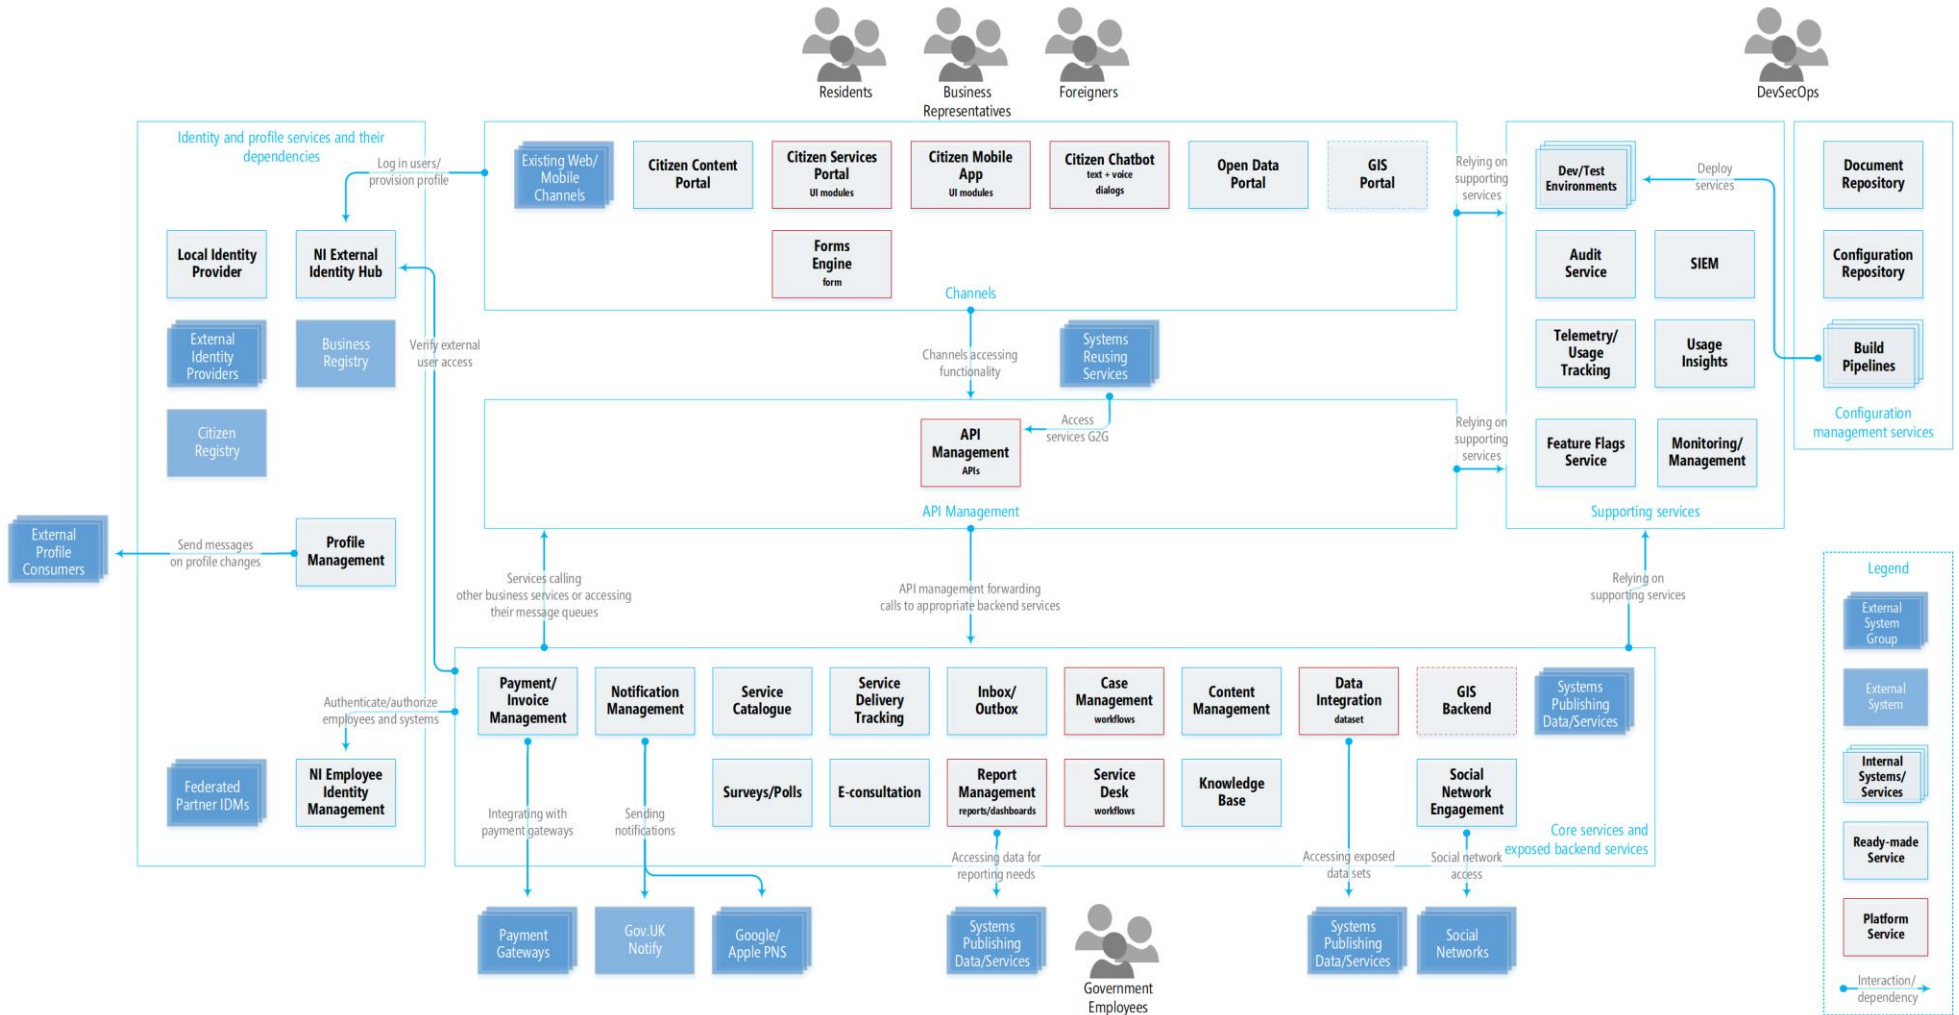 Residents
Business
Representatives
Foreigners
DevSecOps
Identity and profile services and their
dependencies
Log in users/
provision profile
Local Identity
Provider
NI External
Identity Hub
External
Identity
Providers
Business
Registry
Verify external
user access
Citizen
Registry
External
Profile
Consumers
Send messages
on profile changes
Profile
Management
Authenticate/authorize
employees and systems
Federated
Partner IDMs
NI Employee
Identity
Management
Existing Web/
Mobile
Channels
Citizen Content
Portal
Citizen Services
Portal
UI modules
Citizen Mobile
App
UI modules
Citizen Chatbot
text + voice
dialogs
Open Data
Portal
GIS
Portal
Forms
Engine
form
Channels
Relying on
supporting
services
Channels accessing
functionality
Systems
Reusing
Services
Access
services G2G
API
Management
APIs
API Management
Relying on
supporting
services
Services calling
other business services or accessing
their message queues
API management forwarding
calls to appropriate backend services
Relying on
supporting services
Dev/Test
Environments
Deploy
services
Audit
Service
SIEM
Telemetry/
Usage
Tracking
Usage
Insights
Feature Flags
Service
Monitoring/
Management
Supporting services
Document
Repository
Configuration
Repository
Build
Pipelines
Configuration
management services
Payment/
Invoice
Management
Notification
Management
Service
Catalogue
Service
Delivery
Tracking
Inbox/
Outbox
Case
Management
workflows
Content
Management
Data
Integration
dataset
GIS
Backend
Systems
Publishing
Data/Services
Surveys/Polls
E-consultation
Report
Management
reports/dashboards
Service
Desk
workflows
Knowledge
Base
Social
Network
Engagement
Core services and
exposed backend services
Integrating with
payment gateways
Sending
notifications
Accessing data for
reporting needs
Accessing exposed
data sets
Social network
access
Payment
Gateways
Gov.UK
Notify
Google/
Apple PNS
Systems
Publishing
Data/Services
Government
Employees
Systems
Publishing
Data/Services
Social
Networks
Legend
External
System
Group
External
System
Internal
Systems/
Services
Ready-made
Service
Platform
Service
Interaction/
dependency